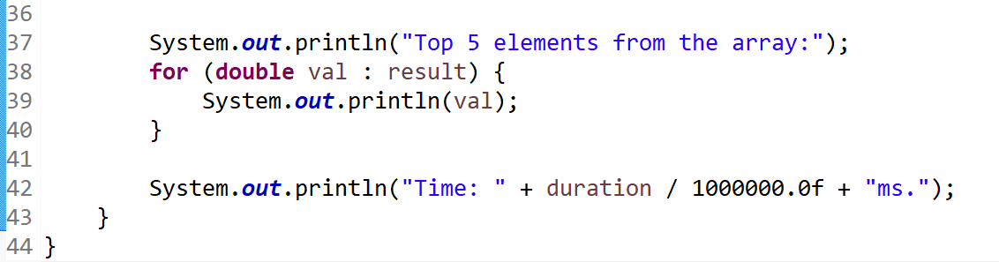 36
37 System.out.println("Top 5 elements from the array:");
38 for (double val : result) {
39 System.out.println(val);
40 }
41
42 System.out.println("Time: " + duration / 1000000.0f + "ms.");
43 }
44 }